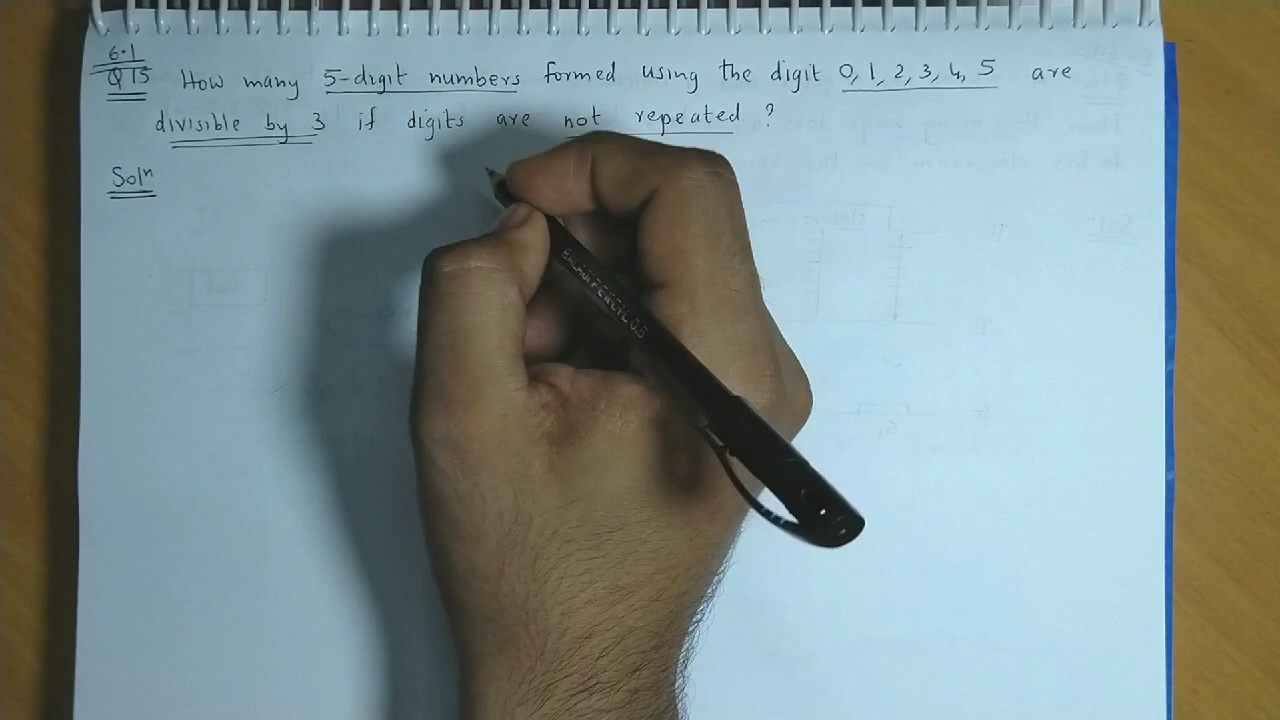 6.1
Q 15 How many 5-digit numbers formed using the digit 0, 1, 2, 3, 4, 5 are
divisible by 3 if digits are not repeated ?
Solⁿ